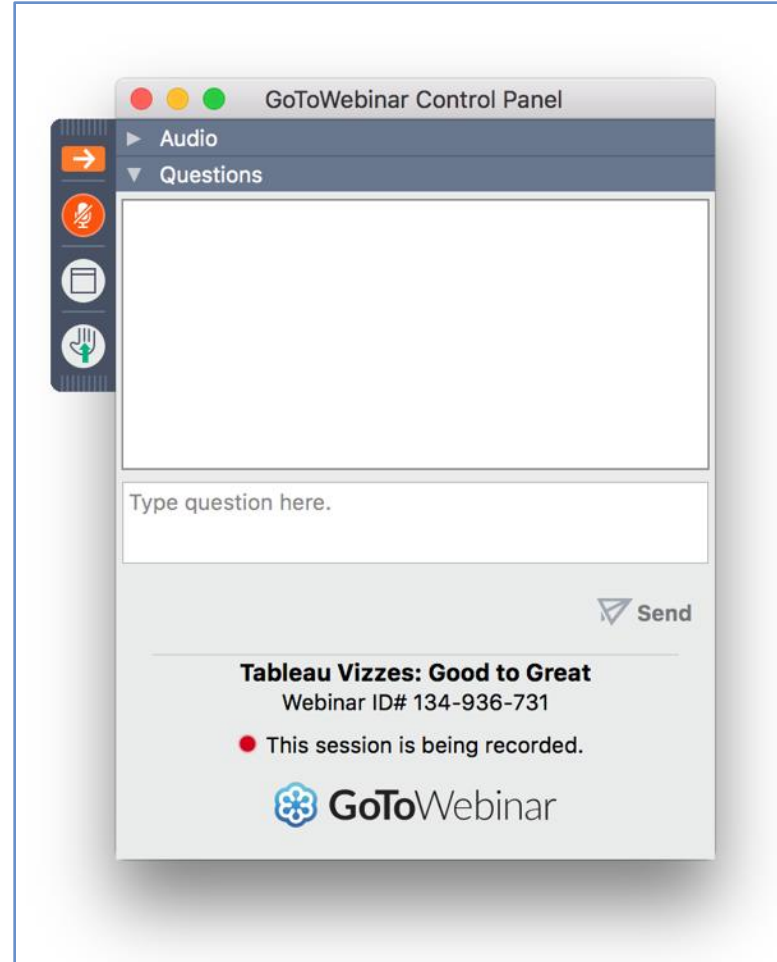 GoToWebinar Control Panel
Audio
Questions
Type question here.
Send
Tableau Vizzes: Good to Great
Webinar ID# 134-936-731
This session is being recorded.
GoToWebinar